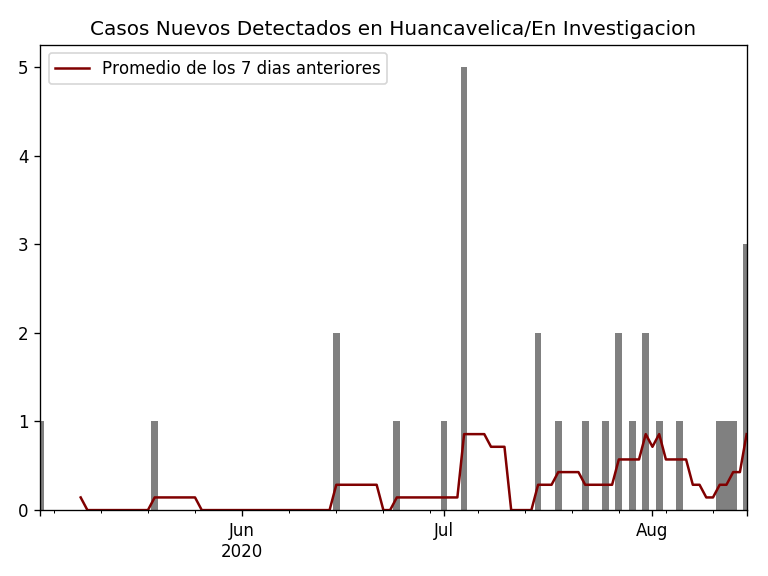 Casos Nuevos Detectados en Huancavelica/En Investigacion
Promedio de los 7 dias anteriores
5
4
3
2
1
0
Jun
2020
Jul
Aug